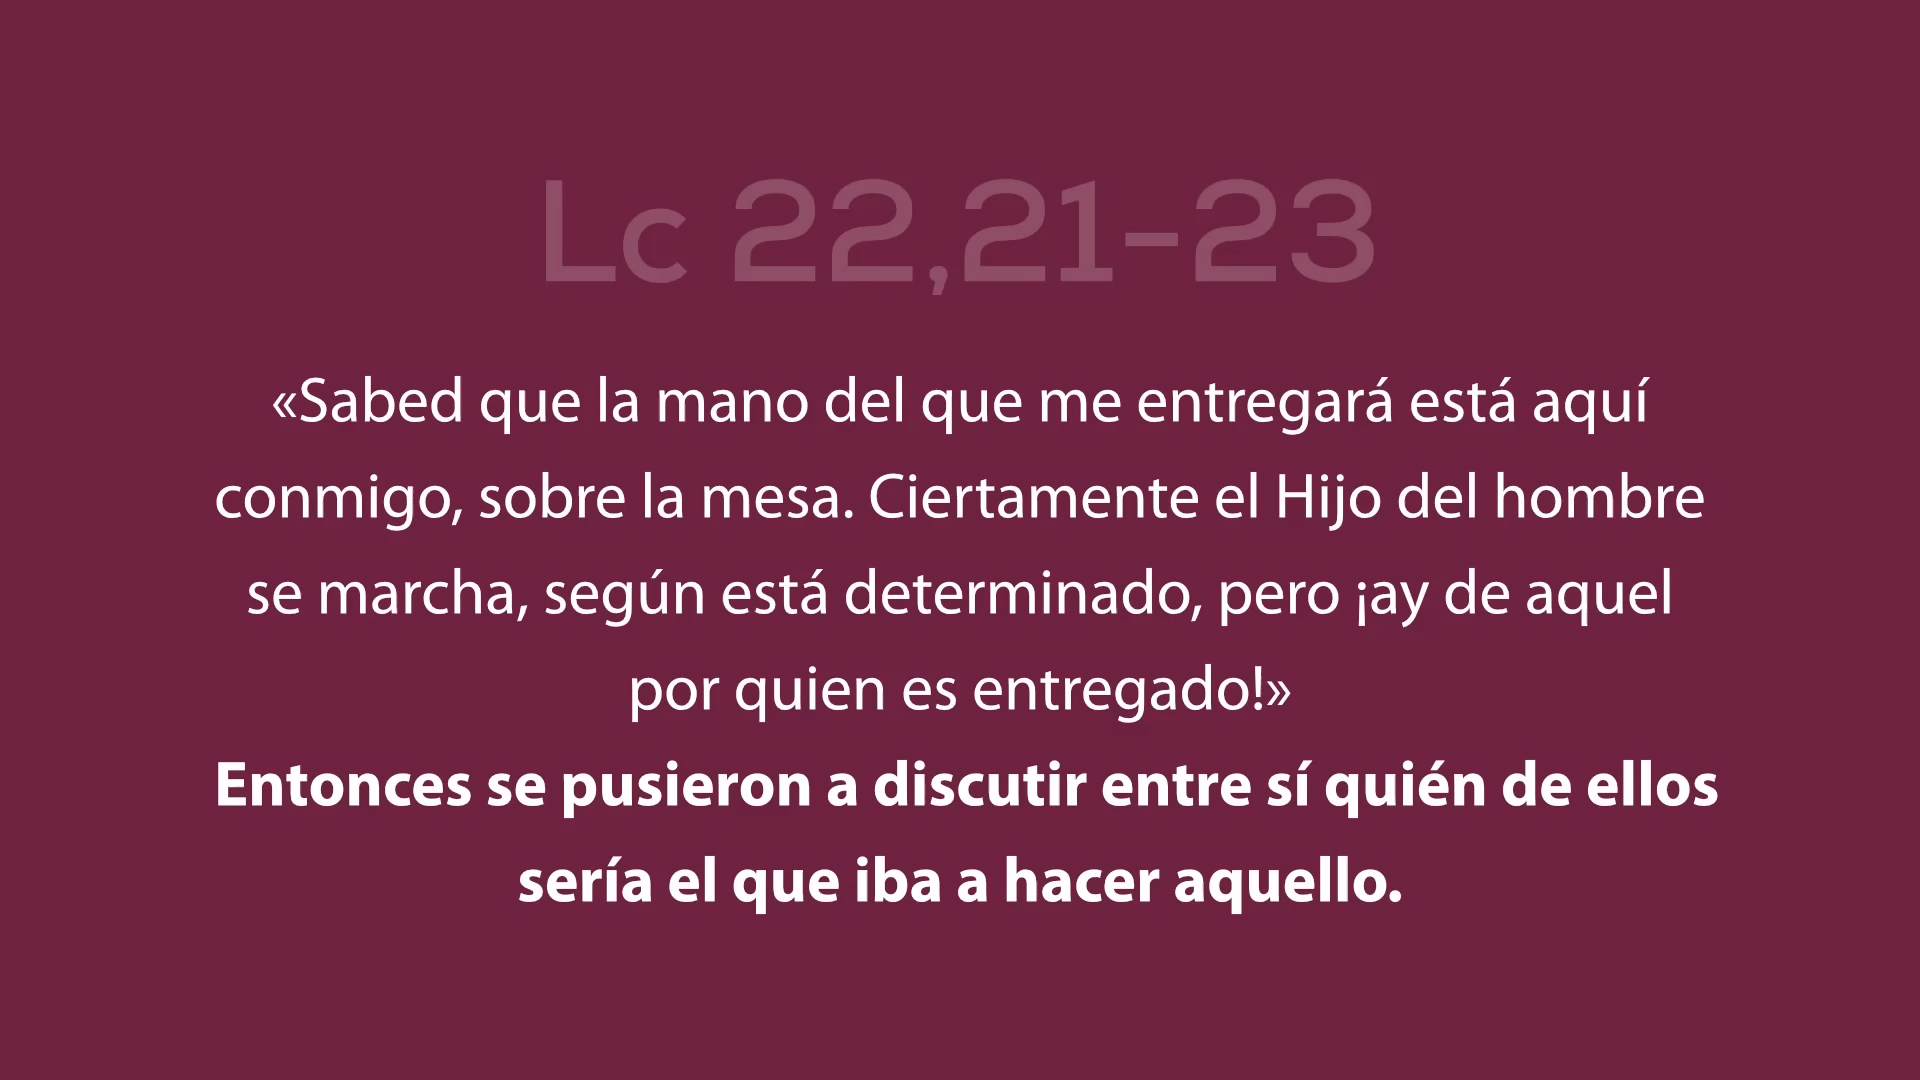 Lc 22,21-23
«Sabed que la mano del que me entregará está aquí
conmigo, sobre la mesa. Ciertamente el Hijo del hombre
se marcha, según está determinado, pero ¡ay de aquel
por quien es entregado!»
Entonces se pusieron a discutir entre sí quién de ellos
sería el que iba a hacer aquello.